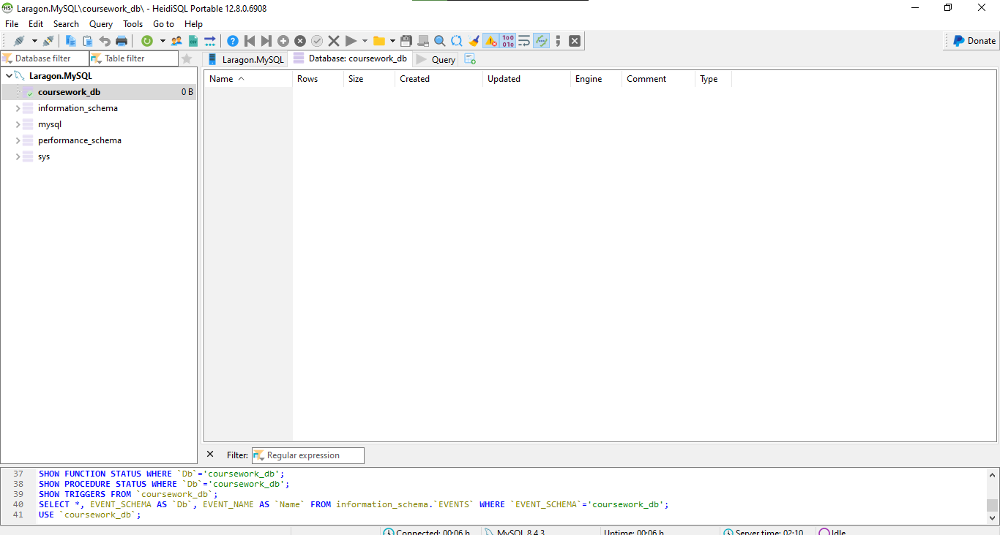 Laragon.MySQL\coursework_db\ - HeidiSQL Portable 12.8.0.6908
File Edit Search Query Tools Go to Help
Donate
Database filter Table filter
Laragon.MySQL Database: coursework_db Query
Laragon.MySQL
coursework_db 0 B
information_schema
mysql
performance_schema
sys
Name Rows Size Created Updated Engine Comment Type
Filter: Regular expression
37 SHOW FUNCTION STATUS WHERE `Db`='coursework_db';
38 SHOW PROCEDURE STATUS WHERE `Db`='coursework_db';
39 SHOW TRIGGERS FROM `coursework_db`;
40 SELECT *, EVENT_SCHEMA AS `Db`, EVENT_NAME AS `Name` FROM information_schema.`EVENTS` WHERE `EVENT_SCHEMA`='coursework_db';
41 USE `coursework_db`;
Connected: 00:06 h MySQL 8.4.3 Uptime: 00:06 h Server time: 02:10 Idle